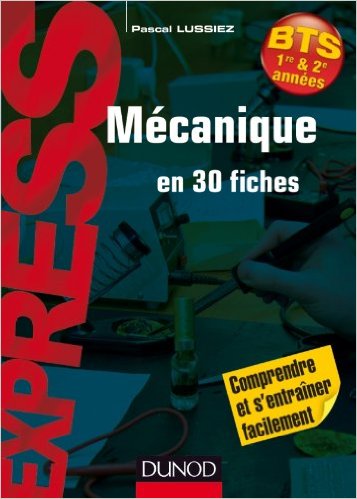 Pascal LUSSIEZ
BTS
1re & 2e
années
EXPRESS
Mécanique
en 30 fiches
Comprendre
et s'entraîner
facilement
DUNOD